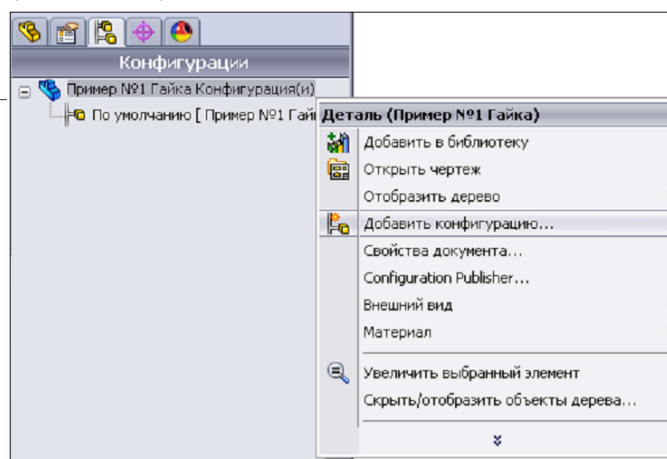 Конфигурации
Пример №1 Гайка Конфигурация(и)
По умолчанию [ Пример №1 Гай
Деталь (Пример №1 Гайка)
Добавить в библиотеку
Открыть чертеж
Отобразить дерево
Добавить конфигурацию...
Свойства документа...
Configuration Publisher...
Внешний вид
Материал
Увеличить выбранный элемент
Скрыть/отобразить объекты дерева...